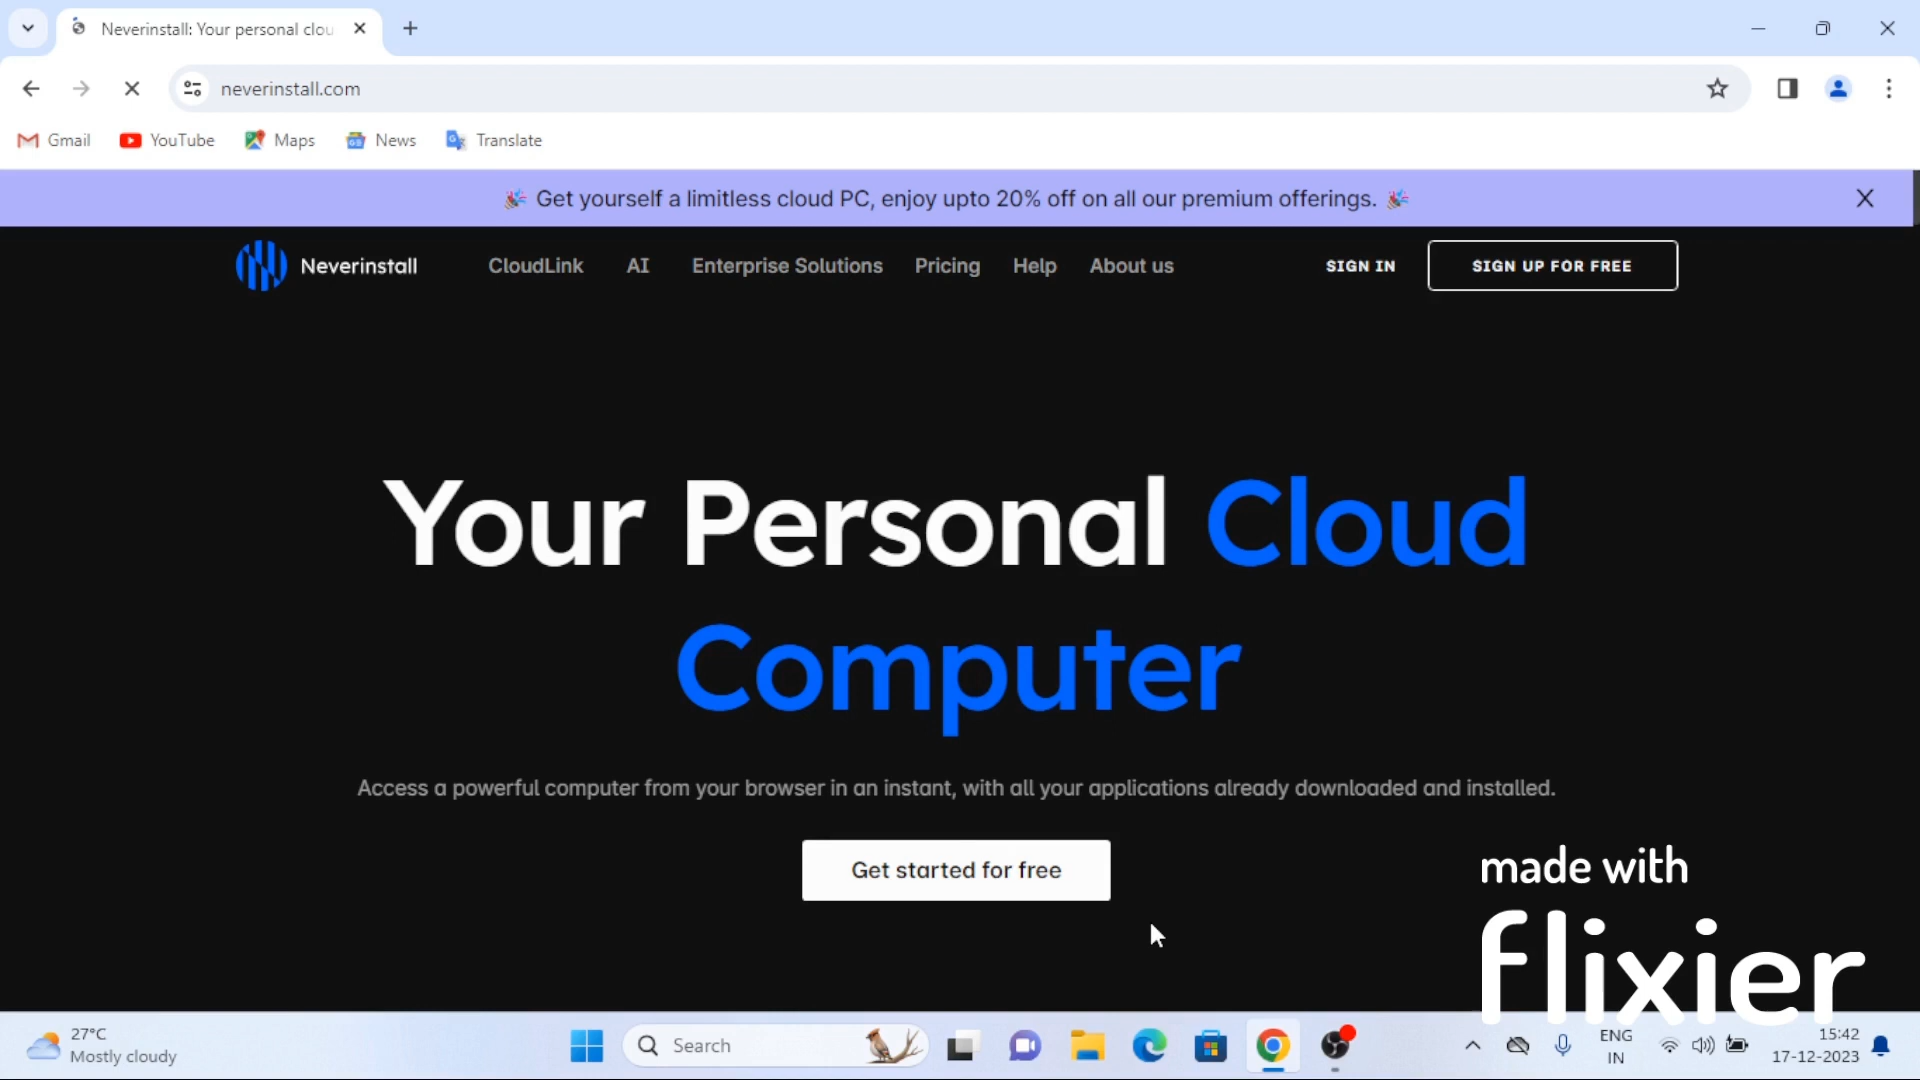 Neverinstall: Your personal clou
neverinstall.com
Gmail YouTube Maps News Translate
🎉 Get yourself a limitless cloud PC, enjoy upto 20% off on all our premium offerings. 🎉
Neverinstall CloudLink AI Enterprise Solutions Pricing Help About us SIGN IN SIGN UP FOR FREE
Your Personal Cloud
Computer
Access a powerful computer from your browser in an instant, with all your applications already downloaded and installed.
Get started for free
made with
flixier
27°C
Mostly cloudy
Search
ENG
IN
15:42
17-12-2023